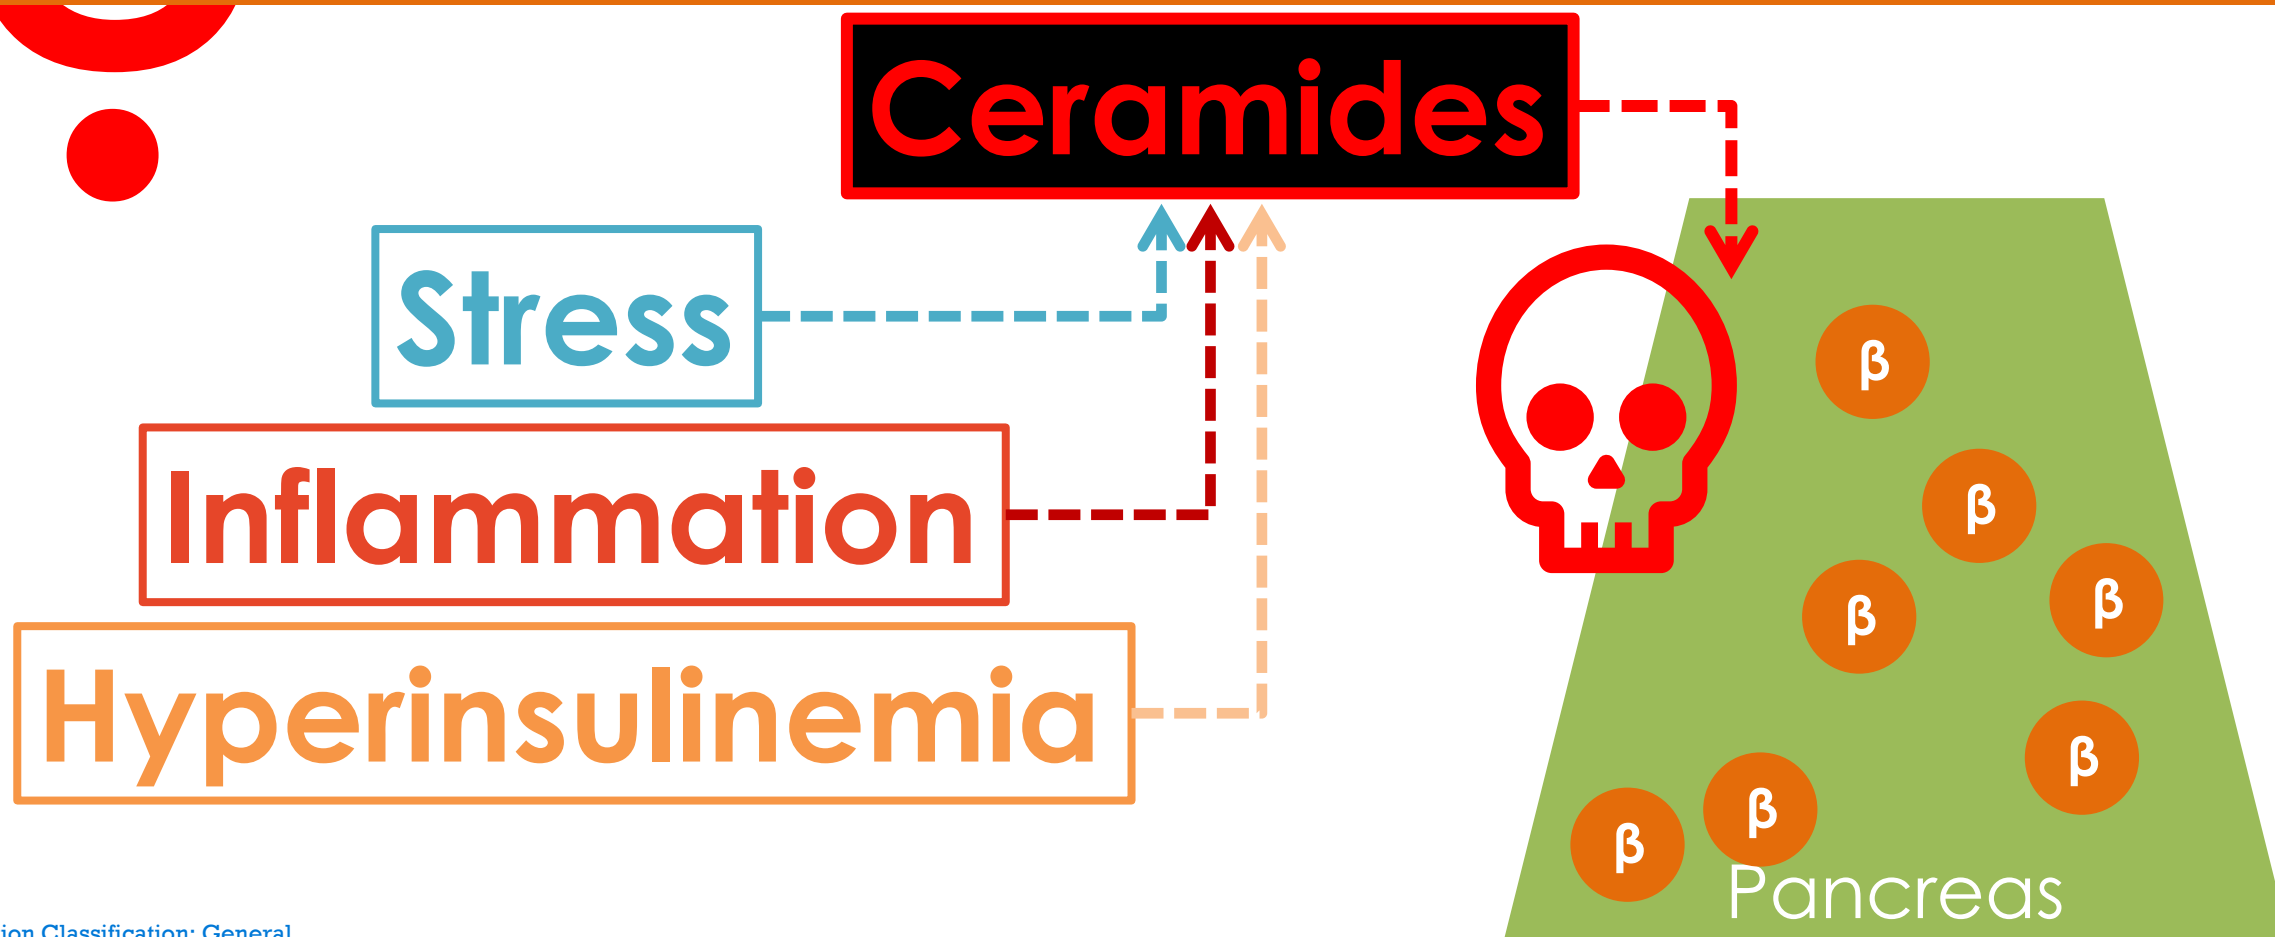 Ceramides
Stress
Inflammation
Hyperinsulinemia
β
β
β
β
β
β
β
Pancreas
Classification: General